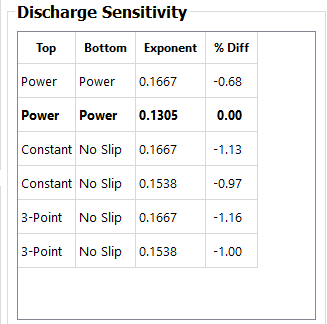 Discharge Sensitivity
Top Bottom Exponent % Diff
Power Power 0.1667 -0.68
Power Power 0.1305 0.00
Constant No Slip 0.1667 -1.13
Constant No Slip 0.1538 -0.97
3-Point No Slip 0.1667 -1.16
3-Point No Slip 0.1538 -1.00